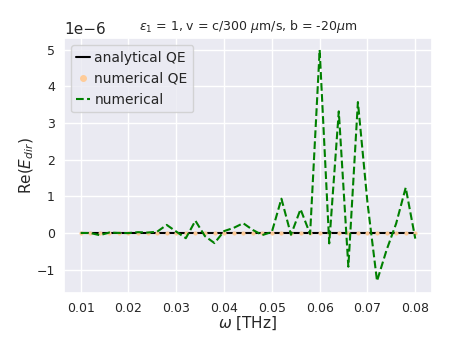 ε₁ = 1, v = c/300 μm/s, b = -20μm
1e−6
5
4
3
2
1
0
−1
Re(E_dir)
analytical QE
numerical QE
numerical
0.01 0.02 0.03 0.04 0.05 0.06 0.07 0.08
ω [THz]